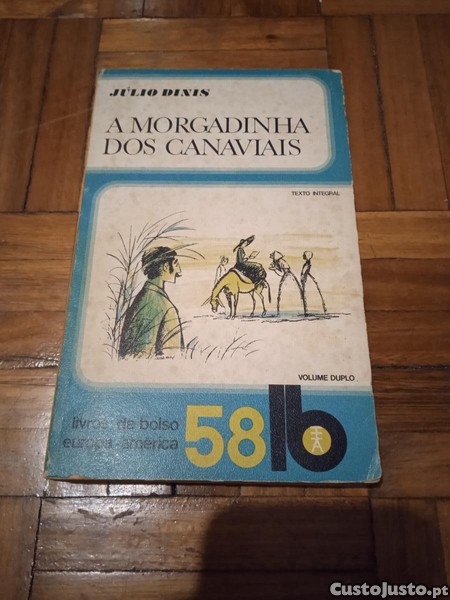 JÚLIO DINIS
A MORGADINHA
DOS CANAVIAIS
TEXTO INTEGRAL
VOLUME DUPLO
livros de bolso
europa-américa
58
lb
CustoJusto.pt